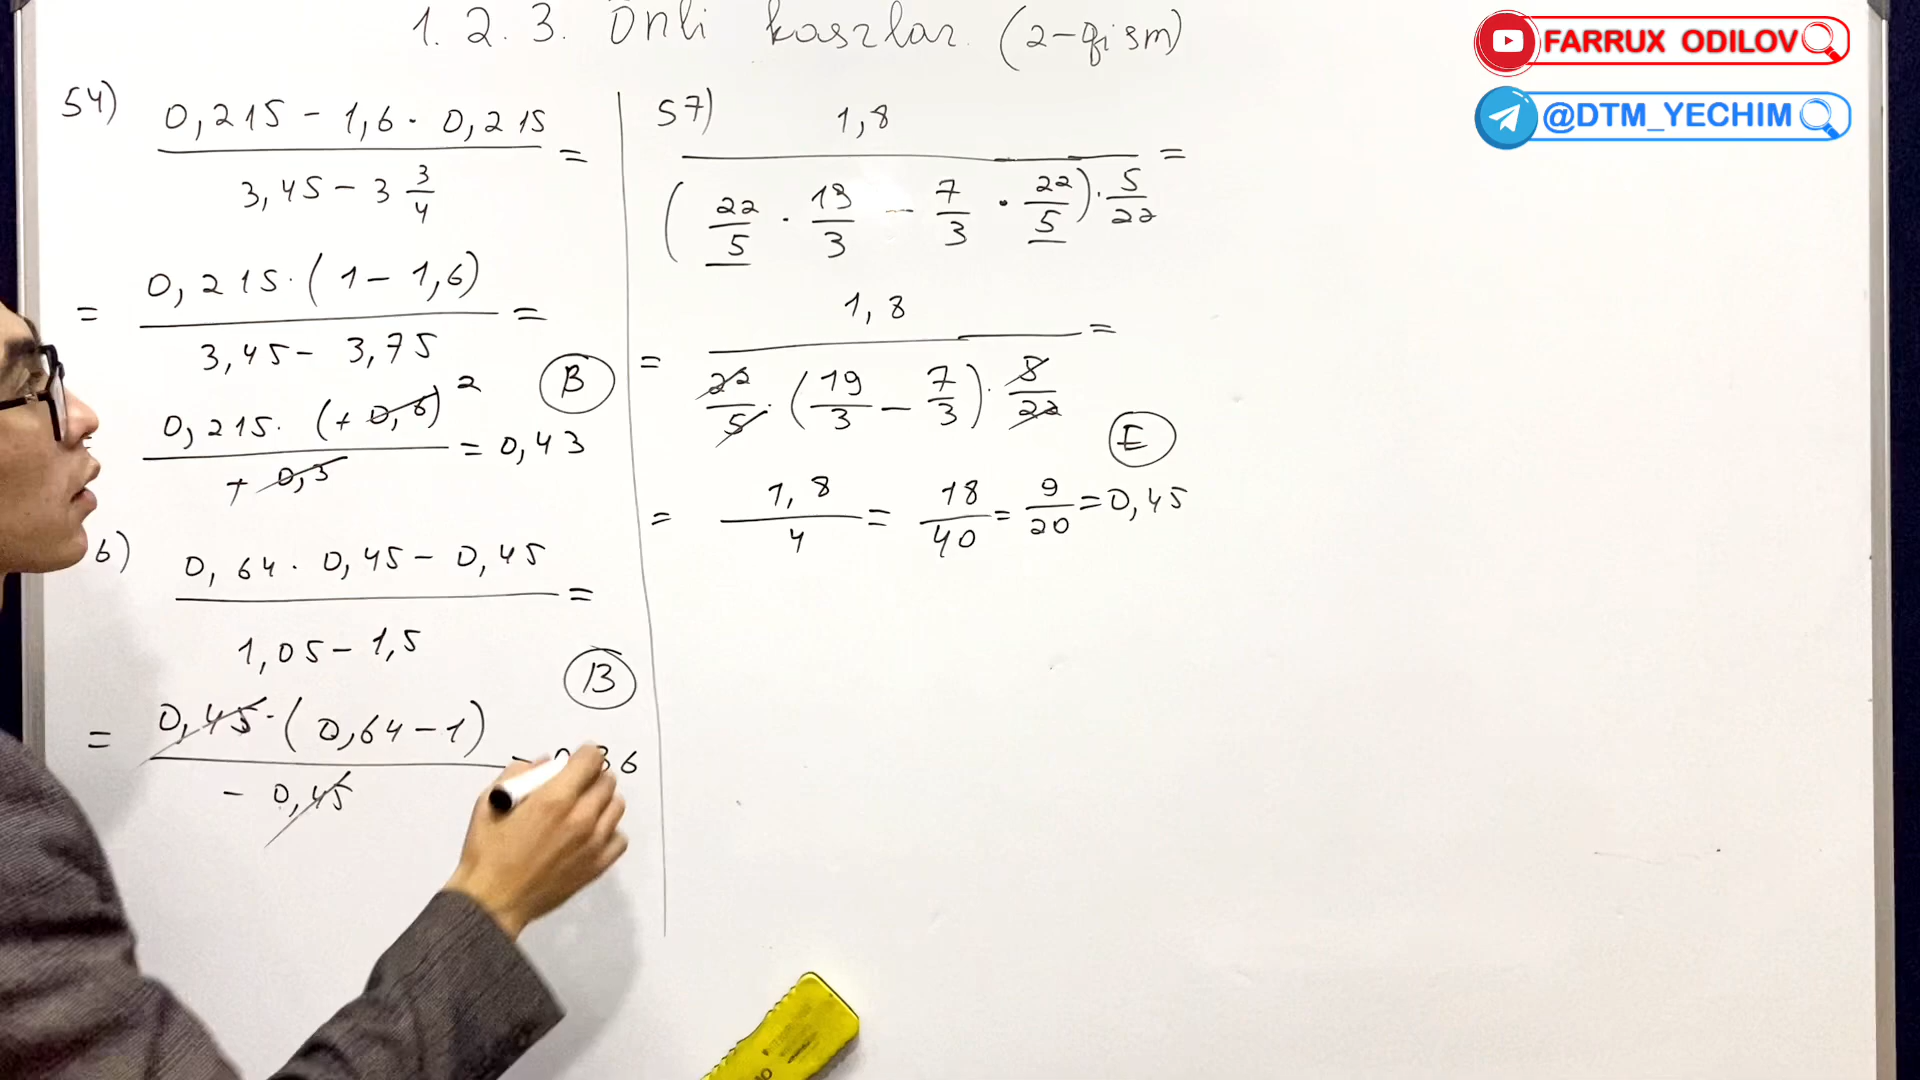 1.2.3. Onli kasrlar (2-qism)
FARRUX ODILOV
@DTM_YECHIM
54)
0,215 - 1,6 · 0,215
=
3,45 - 3 3/4
= 0,215 · (1 - 1,6)
=
3,45 - 3,75
B
0,215 · (+ 0,6) 2
+ 0,3
= 0,43
6)
0,64 · 0,45 - 0,45
=
1,05 - 1,5
B
= 0,45 · (0,64 - 1)
- 0,45
57)
1,8
=
(22/5 · 19/3 - 7/3 · 22/5) · 5/22
1,8
=
= 22/5 · (19/3 - 7/3) · 5/22
E
= 1,8/4 = 18/40 = 9/20 = 0,45